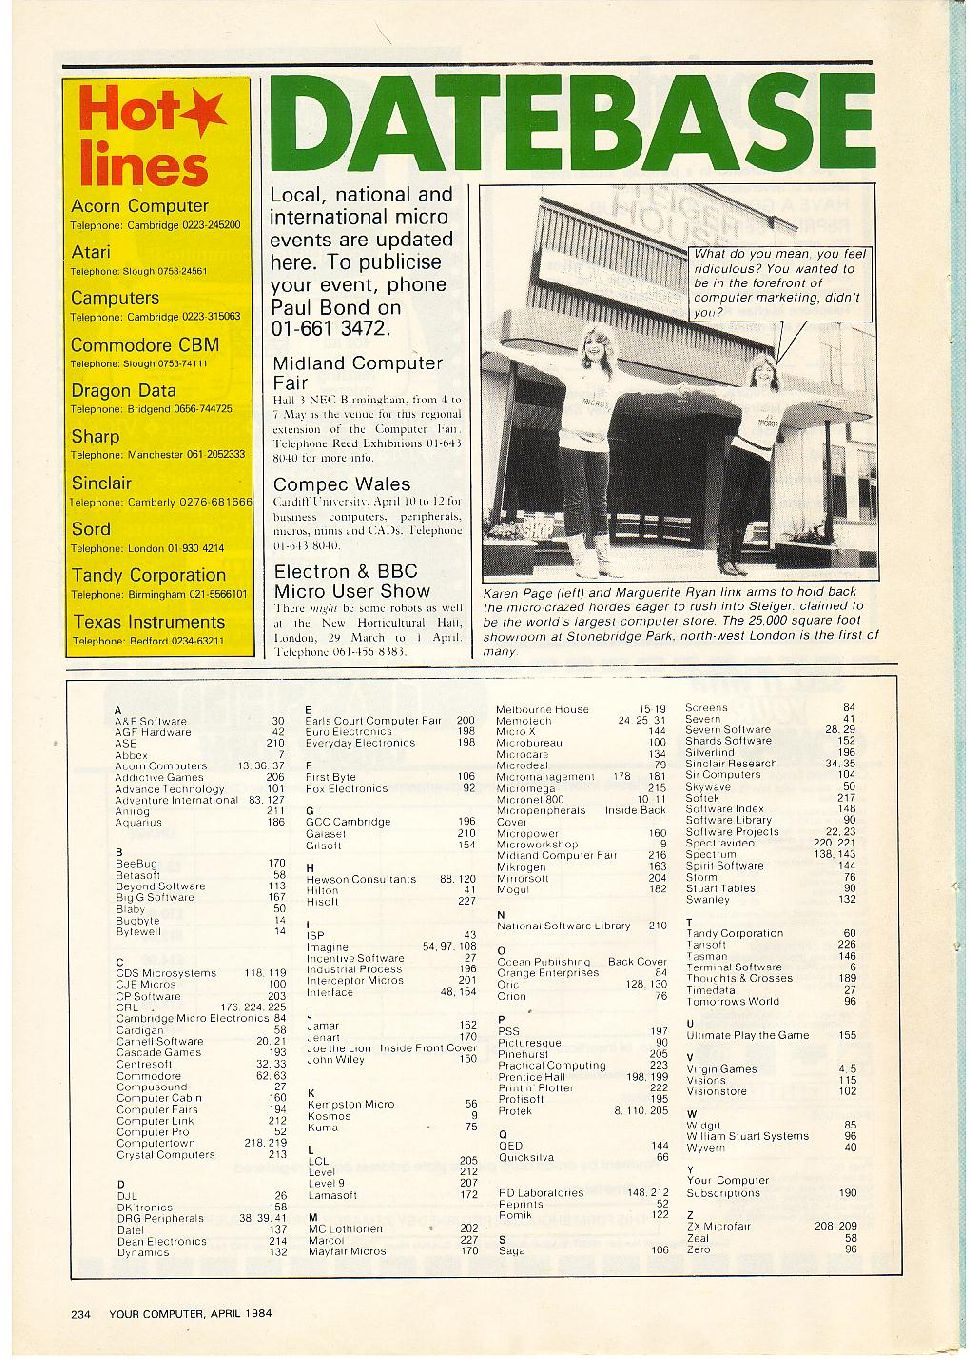 Hot★
lines
Acorn Computer
Telephone: Cambridge 0223-245200
Atari
Telephone: Slough 0753-24561
Camputers
Telephone: Cambridge 0223-315063
Commodore CBM
Telephone: Slough 0753-74111
Dragon Data
Telephone: Bridgend 0656-744725
Sharp
Telephone: Manchester 061-2052333
Sinclair
Telephone: Camberly 0276-681666
Sord
Telephone: London 01-933 4214
Tandy Corporation
Telephone: Birmingham 021-5566101
Texas Instruments
Telephone: Bedford 0234-63211
DATEBASE
Local, national and
international micro
events are updated
here. To publicise
your event, phone
Paul Bond on
01-661 3472.
Midland Computer
Fair
Hall 3 NEC Birmingham, from 4 to
7 May is the venue for this regional
extension of the Computer Fair.
Telephone Reed Exhibitions 01-643
8040 for more info.
Compec Wales
Cardiff University, April 10 to 12 for
business computers, peripherals,
micros, minis and CADs. Telephone
01-643 8040.
Electron & BBC
Micro User Show
There might be some robots as well
at the New Horticultural Hall,
London, 29 March to 1 April.
Telephone 061-456 8383.
What do you mean, you feel
ridiculous? You wanted to
be in the forefront of
computer marketing, didn't
you?
Karen Page (left) and Marguerite Ryan link arms to hold back
the micro-crazed hordes eager to rush into Steiger, claimed to
be the world's largest computer store. The 25,000 square foot
showroom at Stonebridge Park, north-west London is the first of
many.
A
A&F Software 30
AGF Hardware 42
ASE 210
Abbex 7
Acorn Computers 13,36,37
Addictive Games 206
Advance Technology 101
Adventure International 83,127
Anirog 211
Aquarius 186
B
BeeBug 170
Betasoft 58
Beyond Software 113
Big G Software 167
Blaby 50
Bugbyte 14
Bytewell 14
C
CDS Microsystems 118,119
CJE Micros 100
CP Software 203
CRL 173,224,225
Cambridge Micro Electronics 84
Cardigan 58
Carnell Software 20,21
Cascade Games 193
Centresoft 32,33
Commodore 62,63
Compusound 27
Computer Cabin 160
Computer Fairs 194
Computer Link 212
Computer Pro 52
Computertown 218,219
Crystal Computers 213
D
DJL 26
DK'tronics 58
DRG Peripherals 38,39,41
Datel 137
Dean Electronics 214
Dynamics 132
E
Earls Court Computer Fair 200
Euro Electronics 198
Everyday Electronics 198
F
First Byte 106
Fox Electronics 92
G
GCC Cambridge 196
Galaset 210
Gilsoft 154
H
Hewson Consultants 88,120
Hilton 41
Hisoft 227
I
ISP 43
Imagine 54,97,108
Incentive Software 27
Industrial Process 196
Interceptor Micros 201
Interface 48,154
J
Jamar 152
Jenart 170
Joe the Lion Inside Front Cover
John Wiley 150
K
Kempston Micro 56
Kosmos 9
Kuma 75
L
LCL 205
Level 212
Level 9 207
Lamasoft 172
M
MC Lothlorien 202
Marcol 227
Mayfair Micros 170
Melbourne House 15-19
Memotech 24,25,31
Micro X 144
Microbureau 100
Microcare 134
Microdeal 79
Micromanagement 178,181
Micromega 215
Micronet 800 10,11
Microperipherals Inside Back
Cover
Micropower 160
Microworkshop 9
Midland Computer Fair 216
Mikrogen 163
Mirrorsoft 204
Mogul 182
N
National Software Library 210
O
Ocean Publishing Back Cover
Orange Enterprises 84
Oric 128,130
Orion 76
P
PSS 197
Picturesque 90
Pinehurst 205
Practical Computing 223
Prentice Hall 198,199
Print n' Plotter 222
Profisoft 195
Protek 8,110,205
Q
QED 144
Quicksilva 66
RD Laboratories 148,212
Reprints 52
Romik 122
S
Saga 106
Screens 84
Severn 41
Severn Software 28,29
Shards Software 152
Silverlind 196
Sinclair Research 34,35
Sir Computers 104
Skywave 50
Softek 217
Software Index 148
Software Library 90
Software Projects 22,23
Spectravideo 220,221
Spectrum 138,143
Spirit Software 144
Storm 76
Stuart Tables 90
Swanley 132
T
Tandy Corporation 60
Tansoft 226
Tasman 146
Terminal Software 6
Thoughts & Crosses 189
Timedata 27
Tomorrows World 96
U
Ultimate Play the Game 155
V
Virgin Games 4,5
Visions 115
Visionstore 102
W
Widgit 85
William Stuart Systems 96
Wyvern 40
Y
Your Computer
Subscriptions 190
Z
ZX Microfair 208,209
Zeal 58
Zero 96
234 YOUR COMPUTER, APRIL 1984